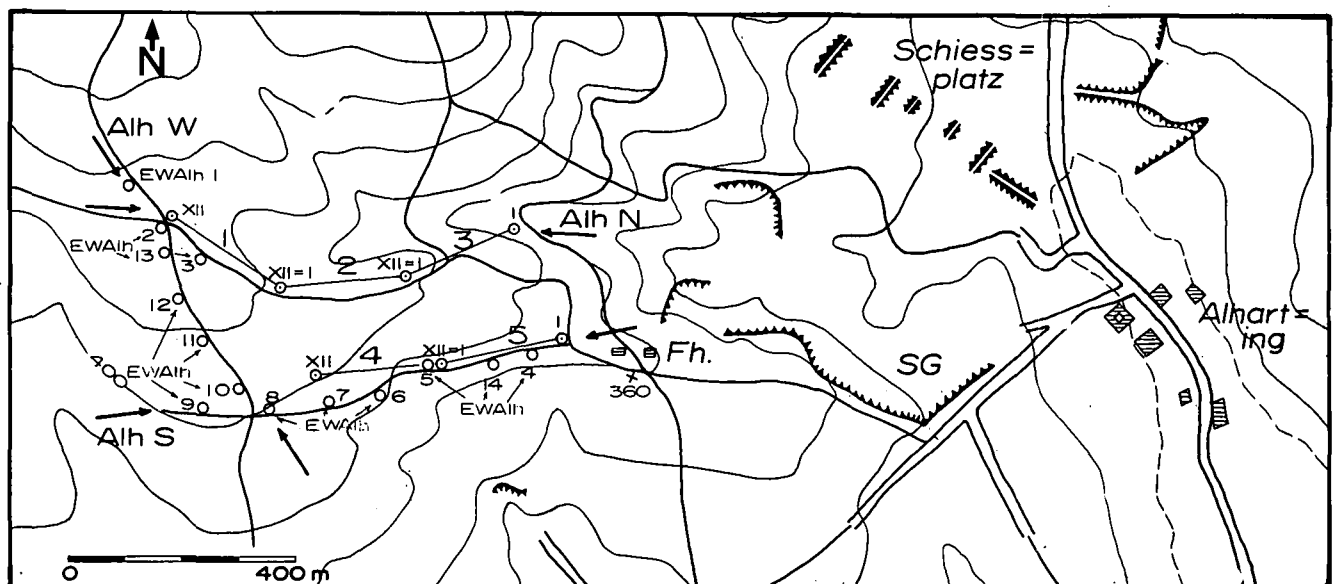 N
Schiess=
platz
Alh W
EWAlh 1
XII
Alh N
1
2
1
3
EWAlh
13
3
XII=1
2
XII=1
12
11
Alhart=
ing
5
1
Fh.
SG
XII
4
XII=1
4
EWAlh
10
5
14
4
360
9
8
7
6
EWAlh
EWAlh
Alh S
0
400 m